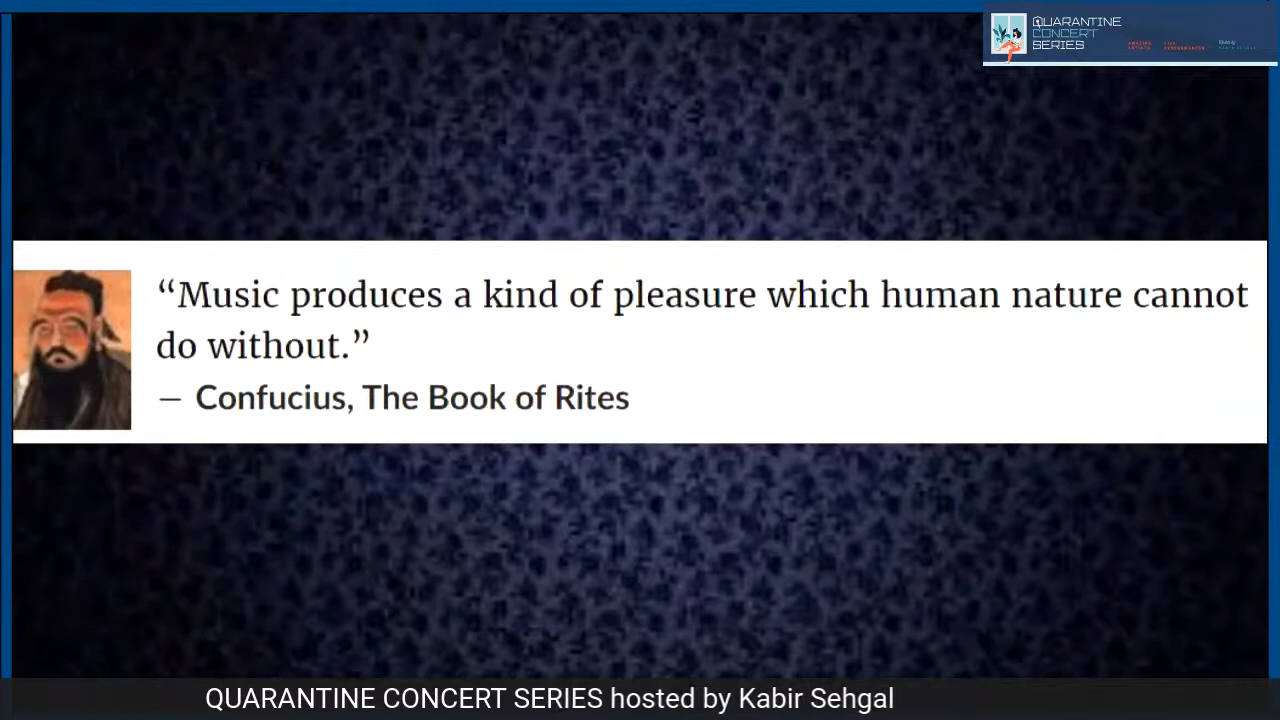 QUARANTINE
CONCERT
SERIES
“Music produces a kind of pleasure which human nature cannot
do without.”
— Confucius, The Book of Rites
QUARANTINE CONCERT SERIES hosted by Kabir Sehgal